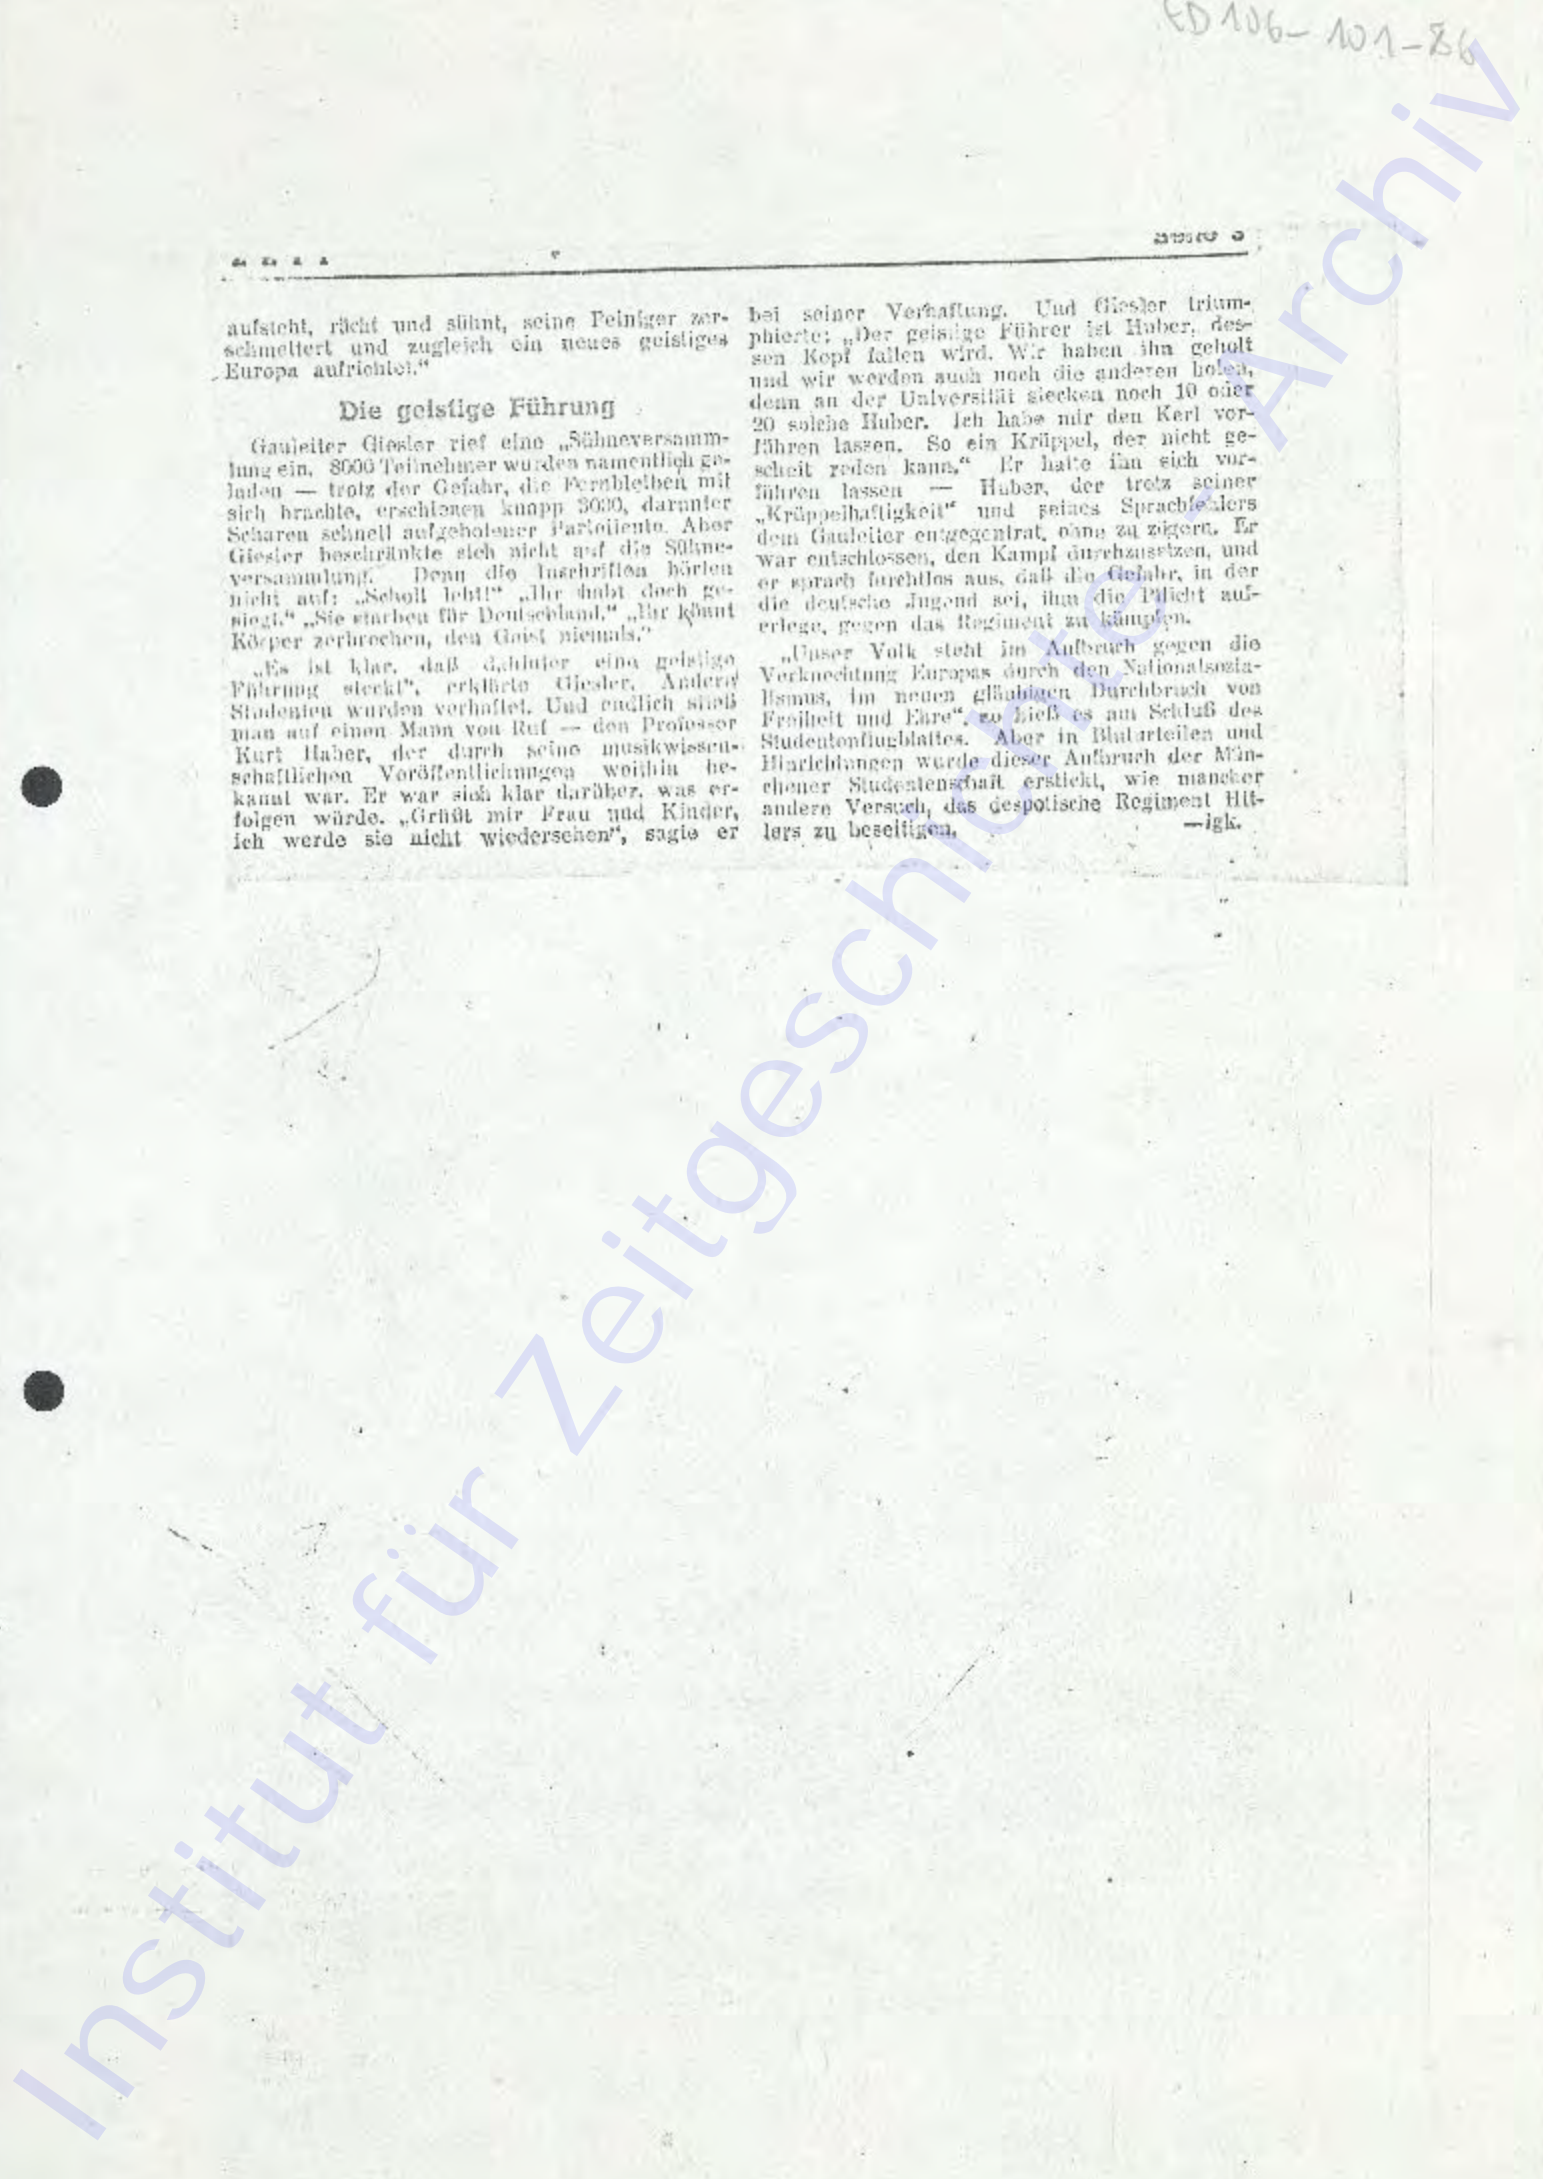 ED 106-101-86
aufsteht, rächt und sühnt, seine Peiniger zer-
schmettert und zugleich ein neues geistiges
Europa aufrichtet.“
Die geistige Führung
Gauleiter Giesler rief eine „Sühneversamm-
lung ein. 8000 Teilnehmer wurden namentlich ge-
laden — trotz der Gefahr, die Fernbleiben mit
sich brachte, erschienen knapp 3000, darunter
Scharen schnell aufgebotener Parteileute. Aber
Giesler beschränkte sich nicht auf die Sühne-
versammlung. Denn die Inschriften hörten
nicht auf: „Scholl lebt!“ „Ihr habt doch ge-
siegt.“ „Sie starben für Deutschland.“ „Ihr könnt
Körper zerbrechen, den Geist niemals.“
„Es ist klar, daß dahinter eine geistige
Führung steckt“, erklärte Giesler. Andere
Studenten wurden verhaftet. Und endlich stieß
man auf einen Mann von Ruf — den Professor
Kurt Huber, der durch seine musikwissen-
schaftlichen Veröffentlichungen weithin be-
kannt war. Er war sich klar darüber, was er-
folgen würde. „Grüßt mir Frau und Kinder,
ich werde sie nicht wiedersehen“, sagte er
bei seiner Verhaftung. Und Giesler trium-
phierte: „Der geistige Führer ist Huber, des-
sen Kopf fallen wird. Wir haben ihn geholt
und wir werden auch noch die anderen holen,
denn an der Universität stecken noch 10 oder
20 solche Huber. Ich habe mir den Kerl vor-
führen lassen. So ein Krüppel, der nicht ge-
scheit reden kann.“ Er hatte ihn sich vor-
führen lassen — Huber, der trotz seiner
„Krüppelhaftigkeit“ und seines Sprachfehlers
dem Gauleiter entgegentrat, ohne zu zögern. Er
war entschlossen, den Kampf durchzusetzen, und
er sprach furchtlos aus, daß die Gefahr, in der
die deutsche Jugend sei, ihm die Pflicht auf-
erlege, gegen das Regiment zu kämpfen.
„Unser Volk steht im Aufbruch gegen die
Verknechtung Europas durch den Nationalsozia-
lismus, im neuen gläubigen Durchbruch von
Freiheit und Ehre“, so hieß es am Schluß des
Studentenflugblattes. Aber in Bluturteilen und
Hinrichtungen wurde dieser Aufbruch der Mün-
chener Studentenschaft erstickt, wie mancher
andere Versuch, das despotische Regiment Hit-
lers zu beseitigen. —igk.
Institut für Zeitgeschichte - Archiv